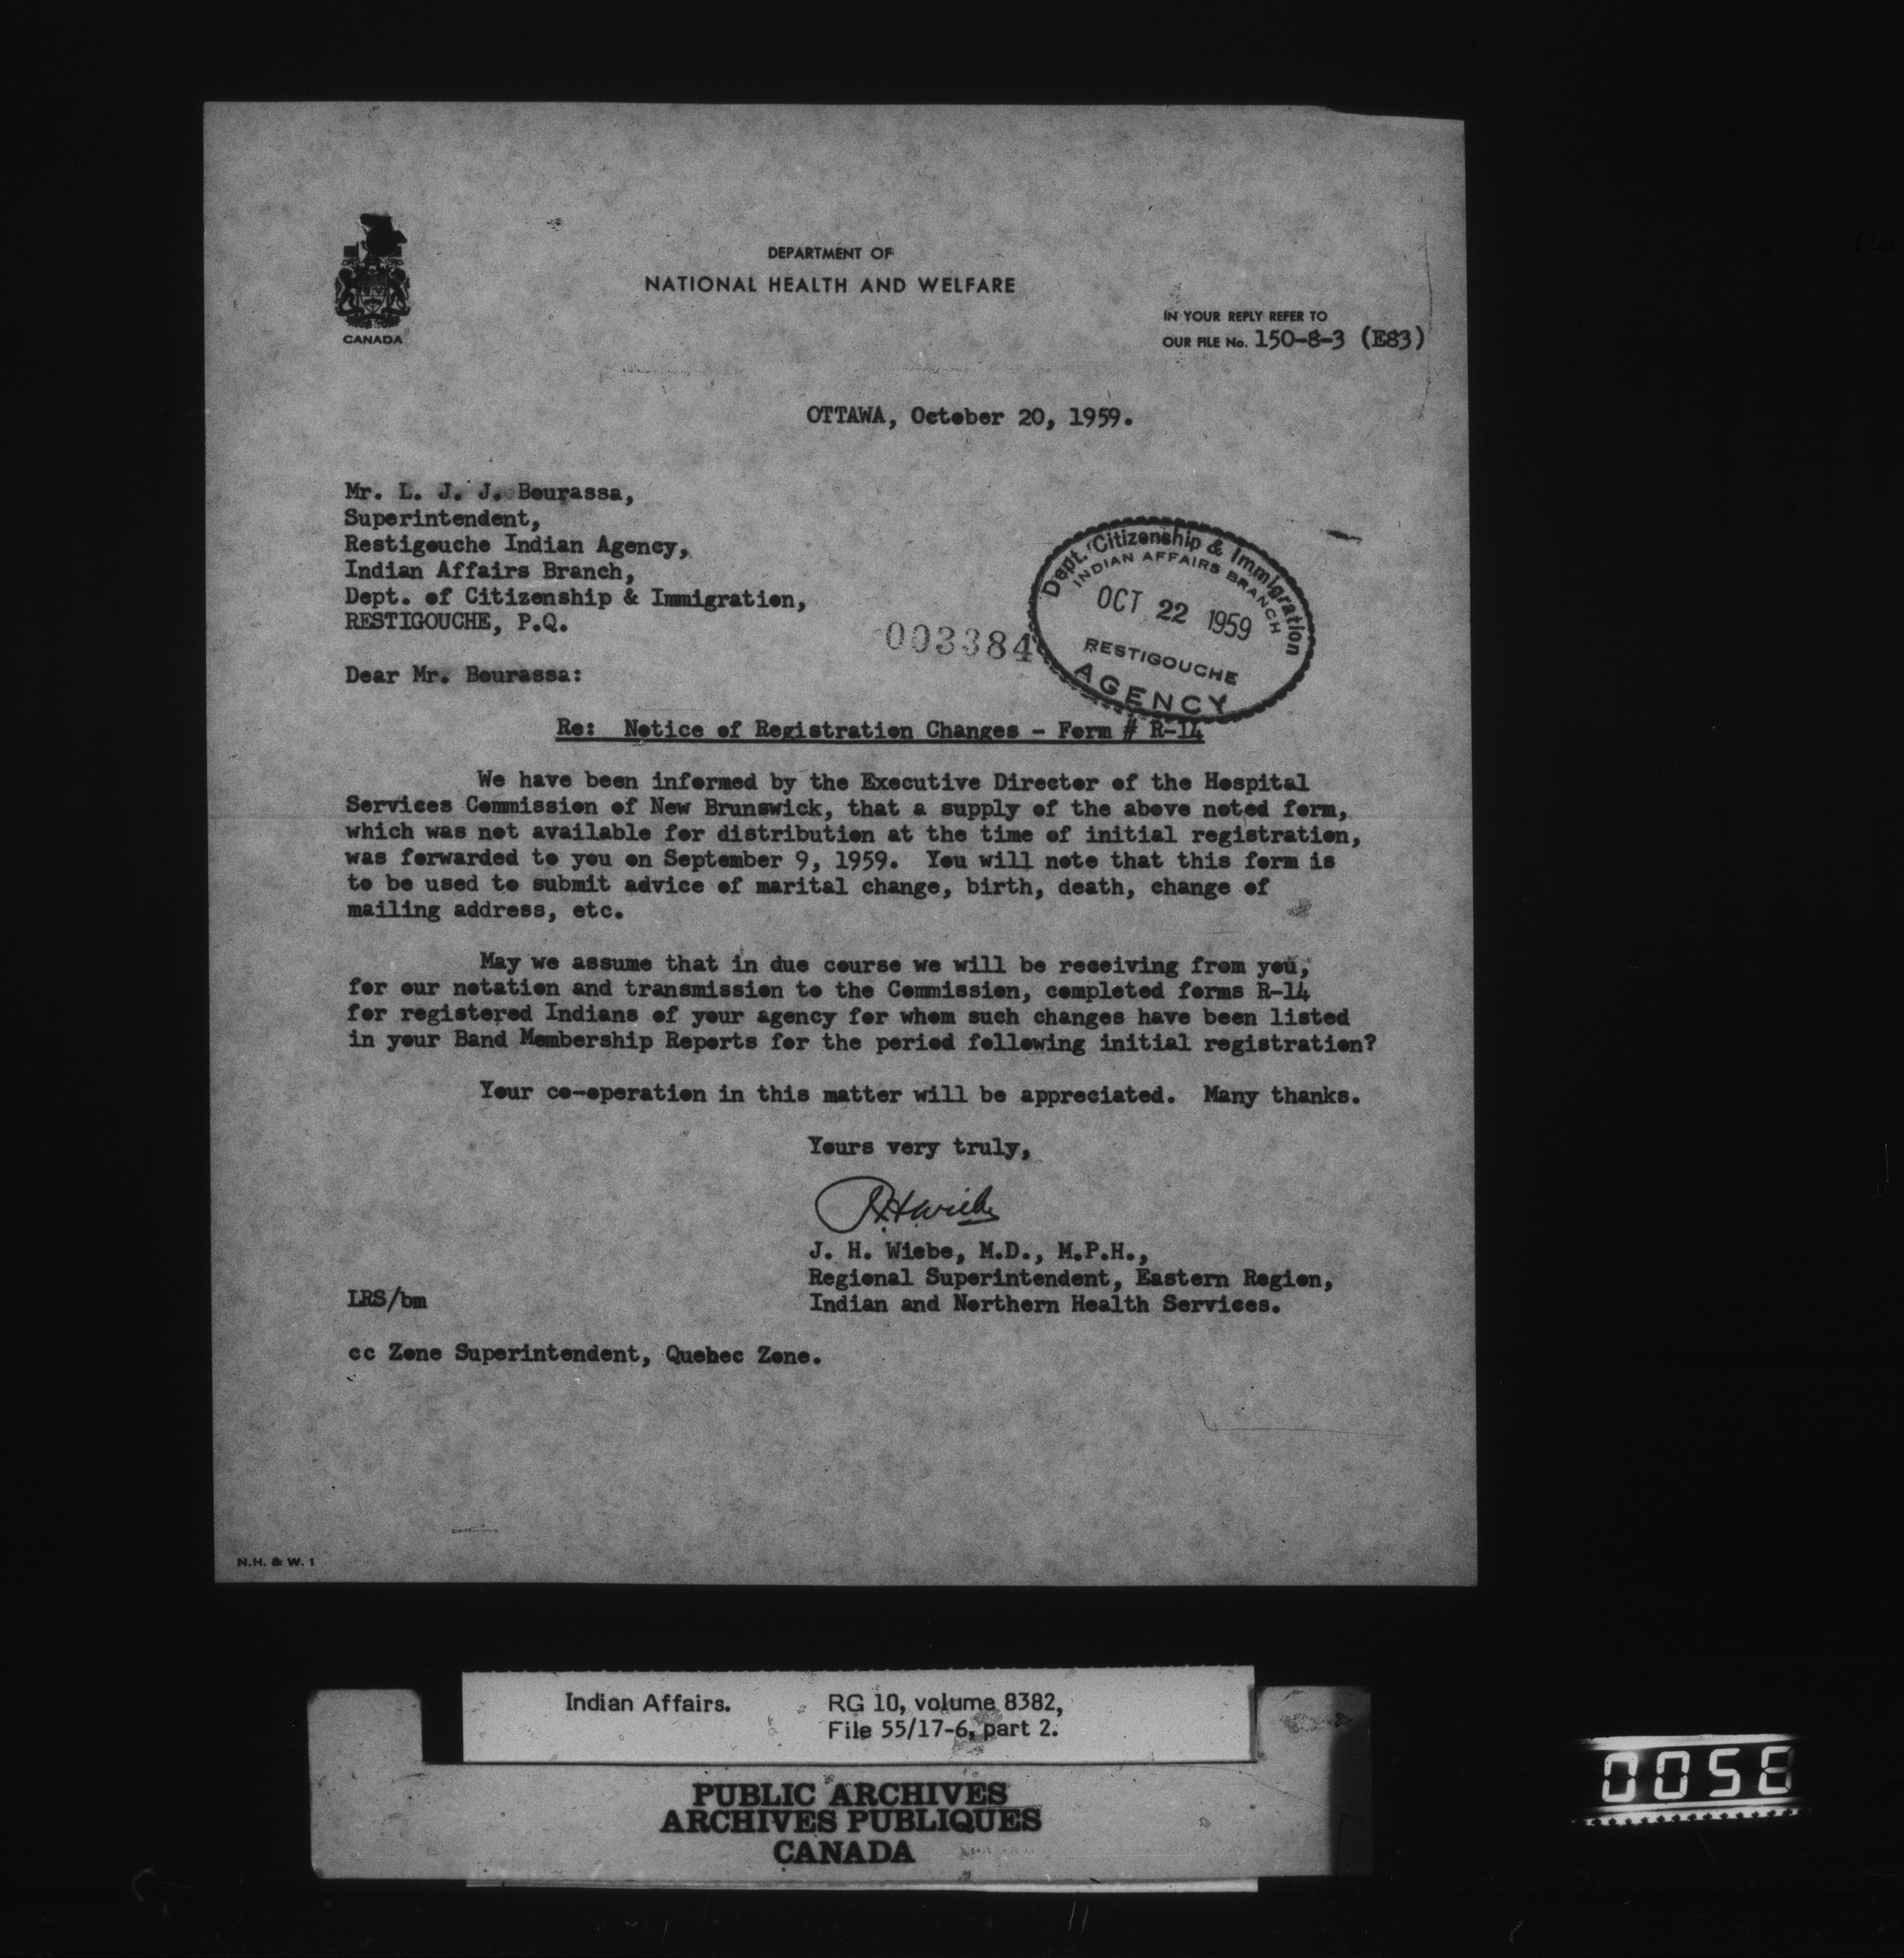 CANADA
DEPARTMENT OF
NATIONAL HEALTH AND WELFARE
IN YOUR REPLY REFER TO
OUR FILE No. 150-8-3 (E83)
OTTAWA, October 20, 1959.
Mr. L. J. J. Bourassa,
Superintendent,
Restigouche Indian Agency,
Indian Affairs Branch,
Dept. of Citizenship & Immigration,
RESTIGOUCHE, P.Q.
003384
Dept. Citizenship & Immigration
INDIAN AFFAIRS BRANCH
OCT 22 1959
RESTIGOUCHE
AGENCY
Dear Mr. Bourassa:
Re: Notice of Registration Changes - Form # R-14
We have been informed by the Executive Director of the Hospital
Services Commission of New Brunswick, that a supply of the above noted form,
which was not available for distribution at the time of initial registration,
was forwarded to you on September 9, 1959. You will note that this form is
to be used to submit advice of marital change, birth, death, change of
mailing address, etc.
May we assume that in due course we will be receiving from you,
for our notation and transmission to the Commission, completed forms R-14
for registered Indians of your agency for whom such changes have been listed
in your Band Membership Reports for the period following initial registration?
Your co-operation in this matter will be appreciated. Many thanks.
Yours very truly,
J. H. Wiebe, M.D., M.P.H.,
Regional Superintendent, Eastern Region,
Indian and Northern Health Services.
LRS/bm
cc Zone Superintendent, Quebec Zone.
N.H. & W. 1
Indian Affairs. RG 10, volume 8382,
File 55/17-6, part 2.
PUBLIC ARCHIVES
ARCHIVES PUBLIQUES
CANADA